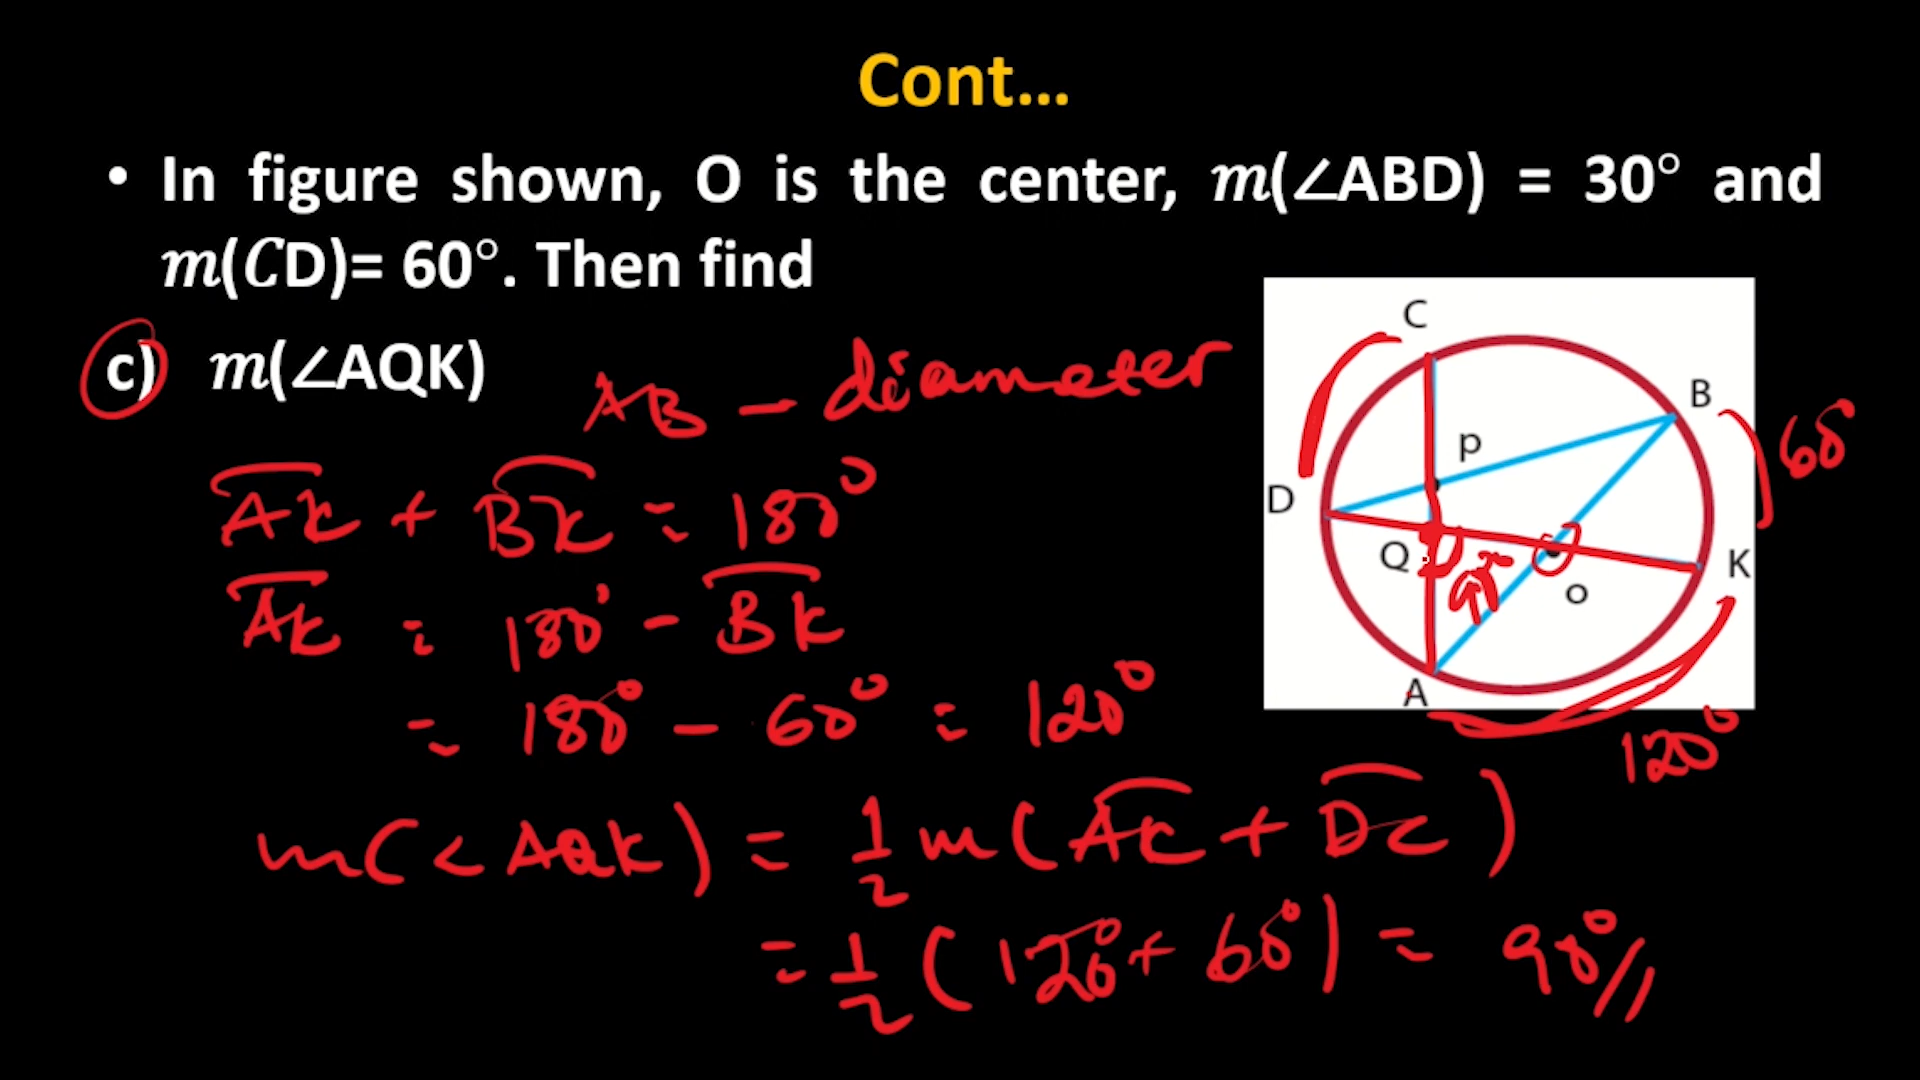 Cont...
• In figure shown, O is the center, m(∠ABD) = 30° and
m(CD)= 60°. Then find
c) m(∠AQK)
AB - diameter
AK + BK = 180°
AK = 180° - BK
= 180° - 60° = 120°
m(<AQK) = 1/2 m(AK + DC)
= 1/2 (120° + 60°) = 90°//
C
B
60°
P
D
Q
90°
O
K
A
120°